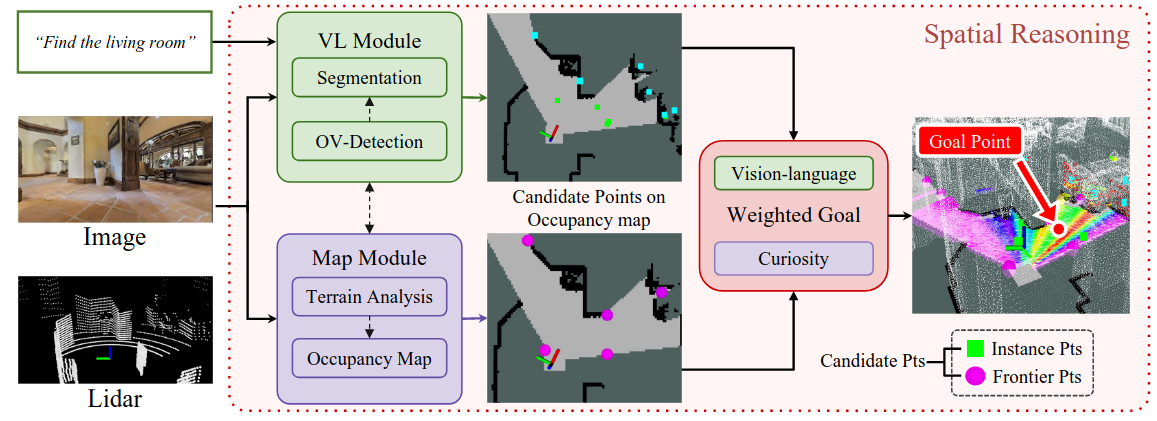 “Find the living room”
Image
Lidar
VL Module
Segmentation
OV-Detection
Map Module
Terrain Analysis
Occupancy Map
Candidate Points on
Occupancy map
Spatial Reasoning
Vision-language
Weighted Goal
Curiosity
Goal Point
Candidate Pts
Instance Pts
Frontier Pts